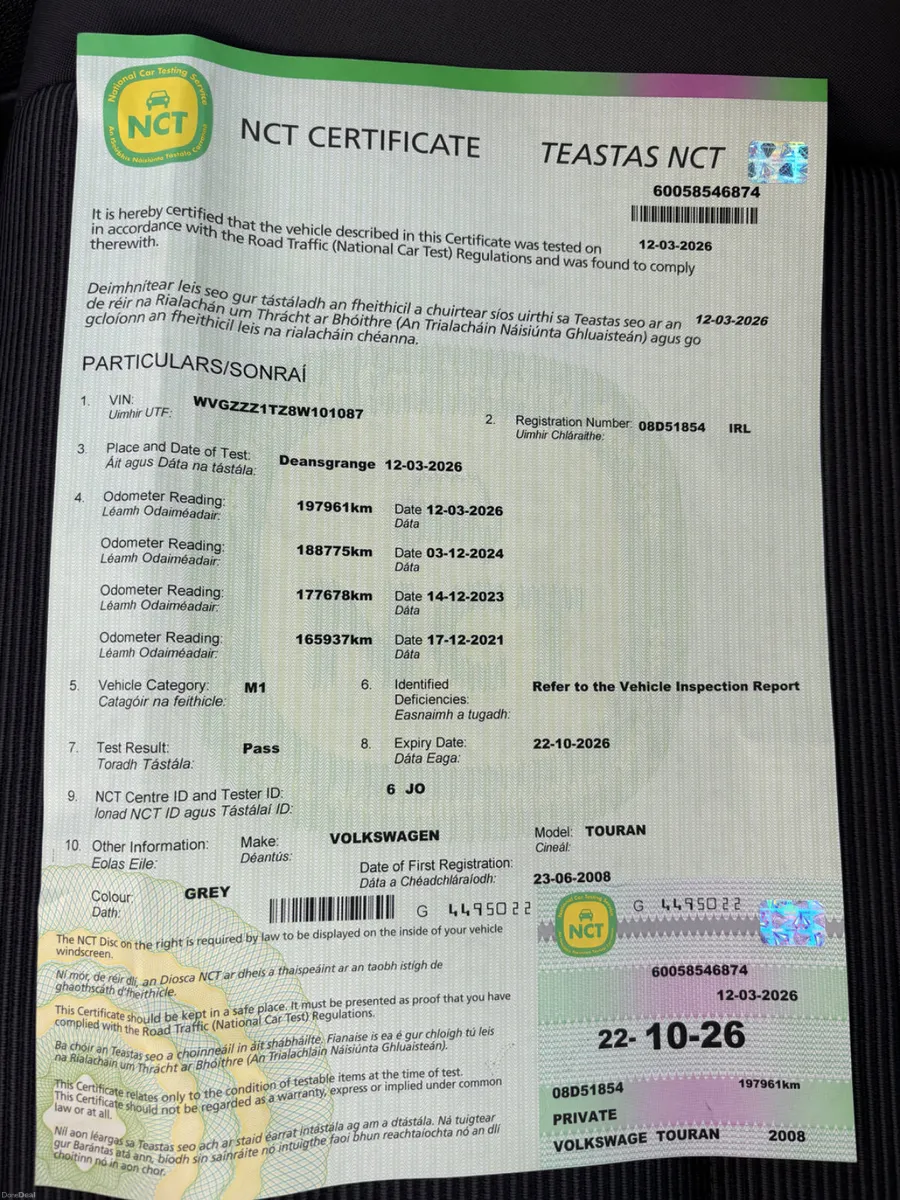 National Car Testing Service
NCT
An tSeirbhís Náisiúnta Tástála Carranna
NCT CERTIFICATE
TEASTAS NCT
60058546874
It is hereby certified that the vehicle described in this Certificate was tested on 12-03-2026
in accordance with the Road Traffic (National Car Test) Regulations and was found to comply
therewith.
Deimhnítear leis seo gur tástáladh an fheithicil a chuirtear síos uirthi sa Teastas seo ar an 12-03-2026
de réir na Rialachán um Thrácht ar Bhóithre (An Trialacháin Náisiúnta Ghluaisteán) agus go
gcloíonn an fheithicil leis na rialacháin chéanna.
PARTICULARS/SONRAÍ
1. VIN: WVGZZZ1TZ8W101087
Uimhir UTF:
2. Registration Number: 08D51854 IRL
Uimhir Chláraithe:
3. Place and Date of Test: Deansgrange 12-03-2026
Áit agus Dáta na tástála:
4. Odometer Reading: 197961km Date 12-03-2026
Léamh Odaiméadair: Dáta
Odometer Reading: 188775km Date 03-12-2024
Léamh Odaiméadair: Dáta
Odometer Reading: 177678km Date 14-12-2023
Léamh Odaiméadair: Dáta
Odometer Reading: 165937km Date 17-12-2021
Léamh Odaiméadair: Dáta
5. Vehicle Category: M1
Catagóir na feithicle:
6. Identified Refer to the Vehicle Inspection Report
Deficiencies:
Easnaimh a tugadh:
7. Test Result: Pass
Toradh Tástála:
8. Expiry Date: 22-10-2026
Dáta Eaga:
9. NCT Centre ID and Tester ID: 6 JO
Ionad NCT ID agus Tástálaí ID:
10. Other Information: Make: VOLKSWAGEN Model: TOURAN
Eolas Eile: Déantús: Cineál:
Date of First Registration: 23-06-2008
Dáta a Chéadchláraíodh:
Colour: GREY
Dath:
G 4495022
The NCT Disc on the right is required by law to be displayed on the inside of your vehicle
windscreen.
Ní mór, de réir dlí, an Diosca NCT ar dheis a thaispeáint ar an taobh istigh de
ghaothscáth d'fheithicle.
This Certificate should be kept in a safe place. It must be presented as proof that you have
complied with the Road Traffic (National Car Test) Regulations.
Ba chóir an Teastas seo a choinneáil in áit shábháilte. Fianaise is ea é gur chloígh tú leis
na Rialacháin um Thrácht ar Bhóithre (An Trialacháin Náisiúnta Ghluaisteán).
This Certificate relates only to the condition of testable items at the time of test.
This Certificate should not be regarded as a warranty, express or implied under common
law or at all.
Níl aon léargas sa Teastas seo ach ar staid éarraí intástála ag am a dtástála. Ná tuigtear
gur Barántas atá ann, bíodh sin sainráite nó intuigthe faoi bhun reachtaíochta nó an dlí
choitinn nó in aon chor.
G 4495022
NCT
60058546874
12-03-2026
22- 10-26
08D51854 197961km
PRIVATE
VOLKSWAGE TOURAN 2008
DoneDeal